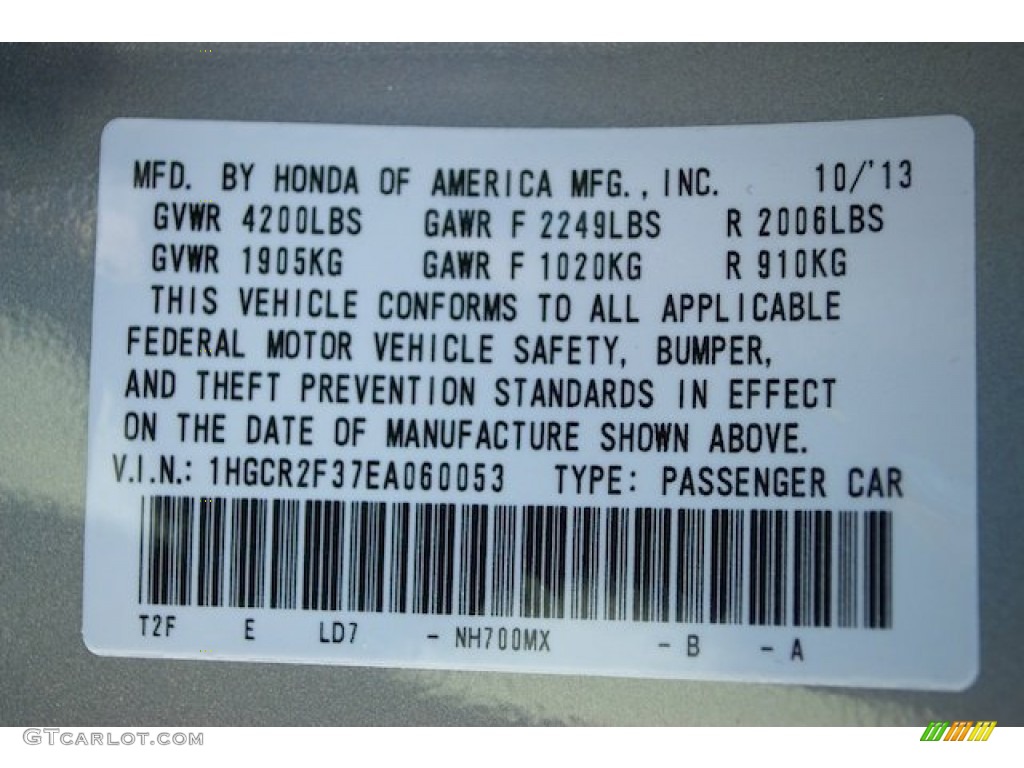 MFD. BY HONDA OF AMERICA MFG., INC. 10/'13
GVWR 4200LBS GAWR F 2249LBS R 2006LBS
GVWR 1905KG GAWR F 1020KG R 910KG
THIS VEHICLE CONFORMS TO ALL APPLICABLE
FEDERAL MOTOR VEHICLE SAFETY, BUMPER,
AND THEFT PREVENTION STANDARDS IN EFFECT
ON THE DATE OF MANUFACTURE SHOWN ABOVE.
V.I.N.: 1HGCR2F37EA060053 TYPE: PASSENGER CAR
T2F E LD7 - NH700MX - B - A
GTCARLOT.COM